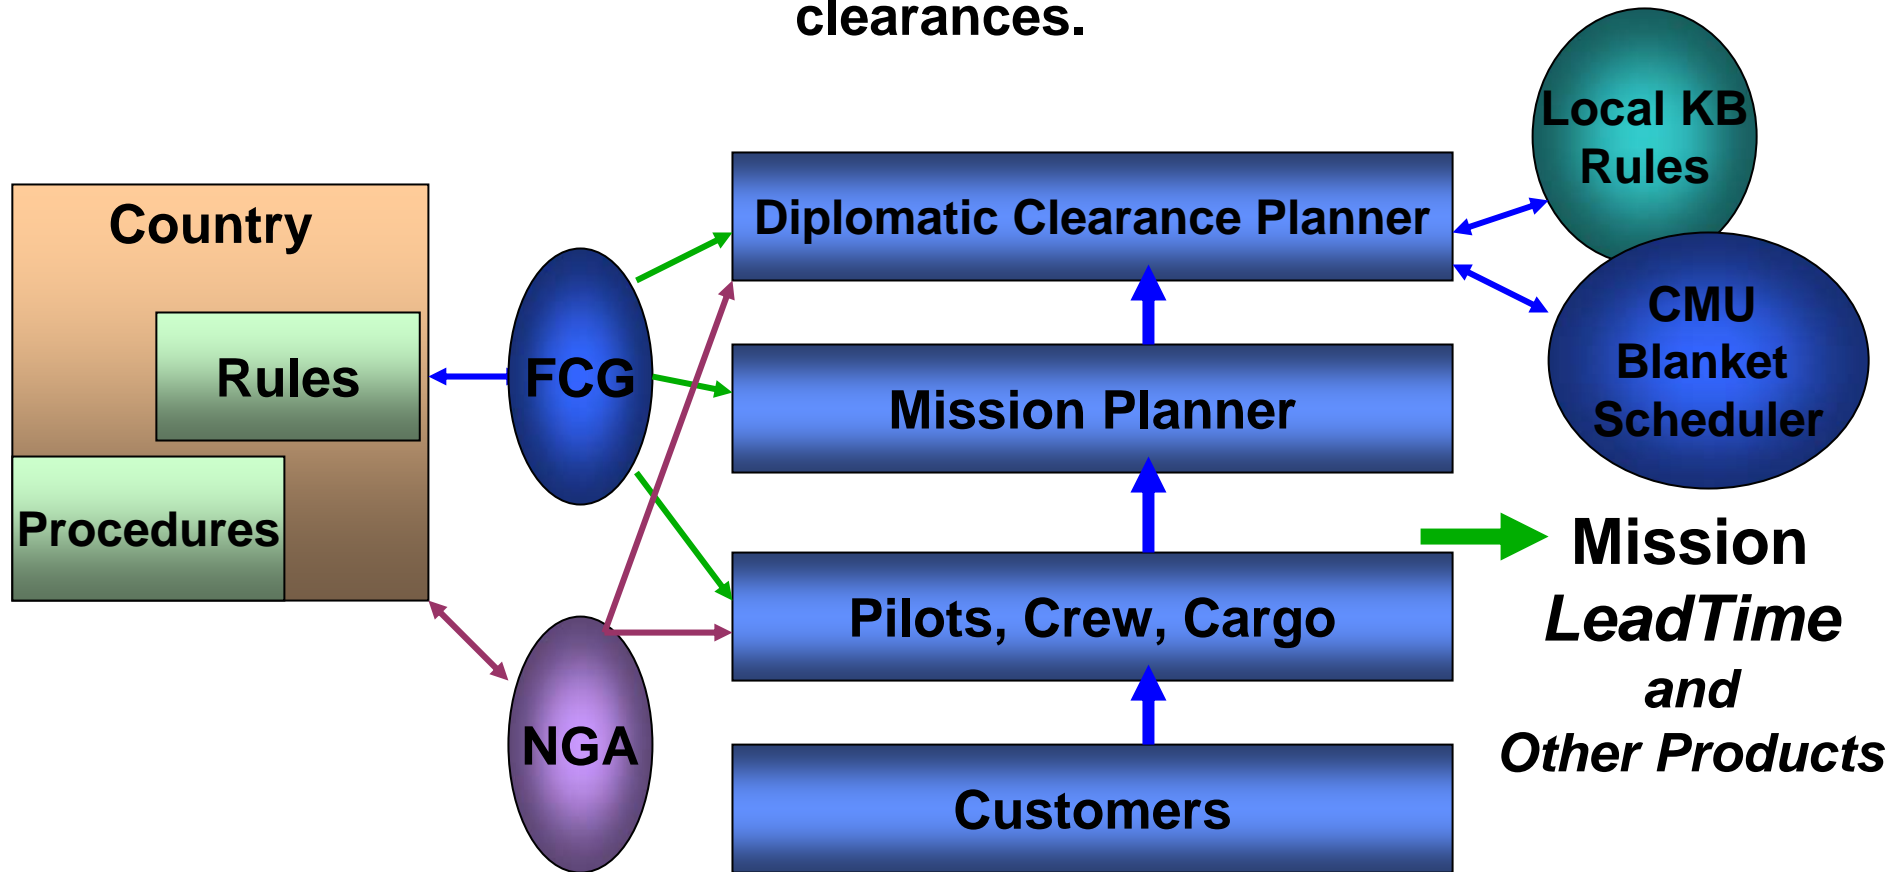 clearances.
Country
Rules
Procedures
FCG
NGA
Diplomatic Clearance Planner
Mission Planner
Pilots, Crew, Cargo
Customers
Local KB
Rules
CMU
Blanket
Scheduler
Mission
LeadTime
and
Other Products